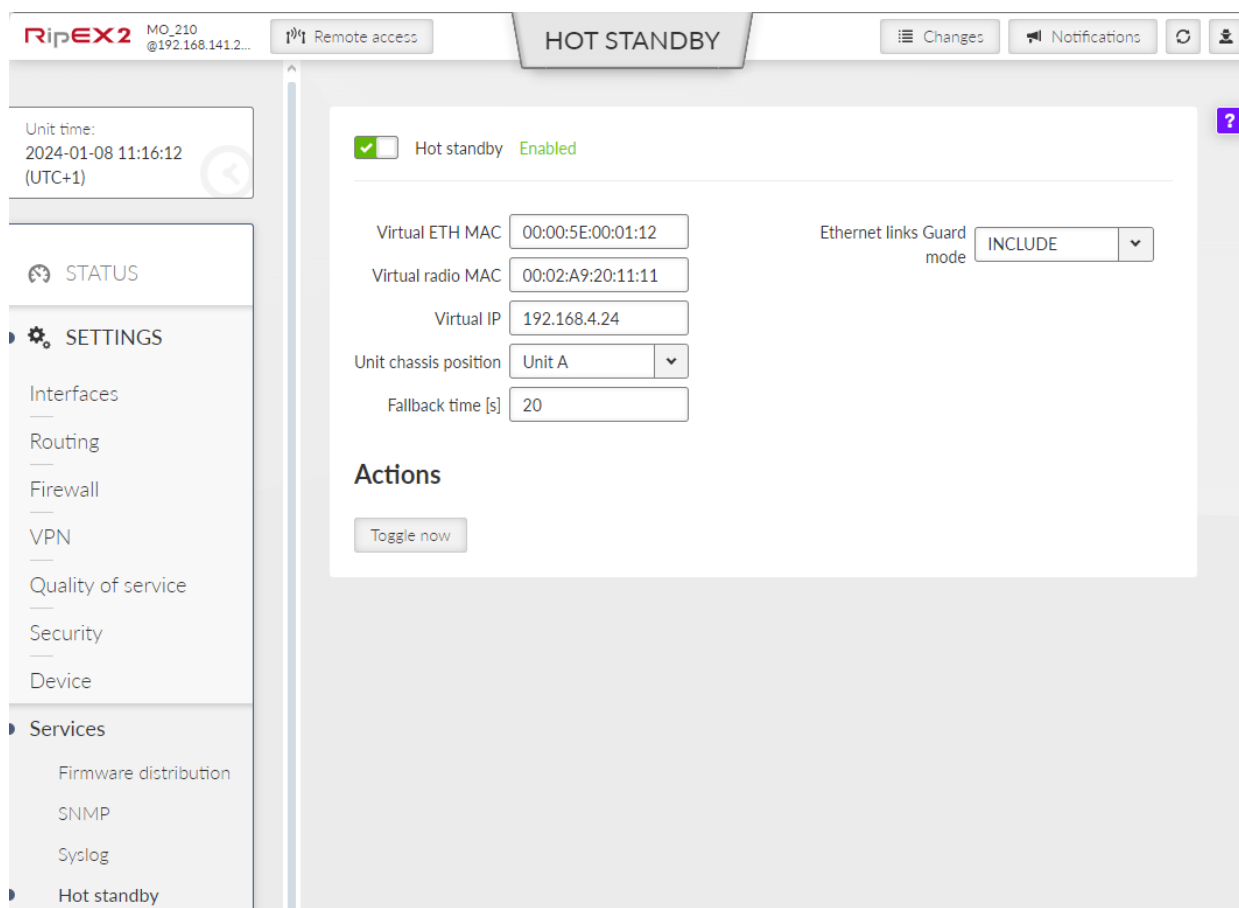 RipEX2
MO_210
@192.168.141.2...
Remote access
HOT STANDBY
Changes
Notifications
Unit time:
2024-01-08 11:16:12
(UTC+1)
STATUS
SETTINGS
Interfaces
Routing
Firewall
VPN
Quality of service
Security
Device
Services
Firmware distribution
SNMP
Syslog
Hot standby
Hot standby Enabled
Virtual ETH MAC 00:00:5E:00:01:12
Virtual radio MAC 00:02:A9:20:11:11
Virtual IP 192.168.4.24
Unit chassis position Unit A
Fallback time [s] 20
Ethernet links Guard
mode
INCLUDE
Actions
Toggle now
?